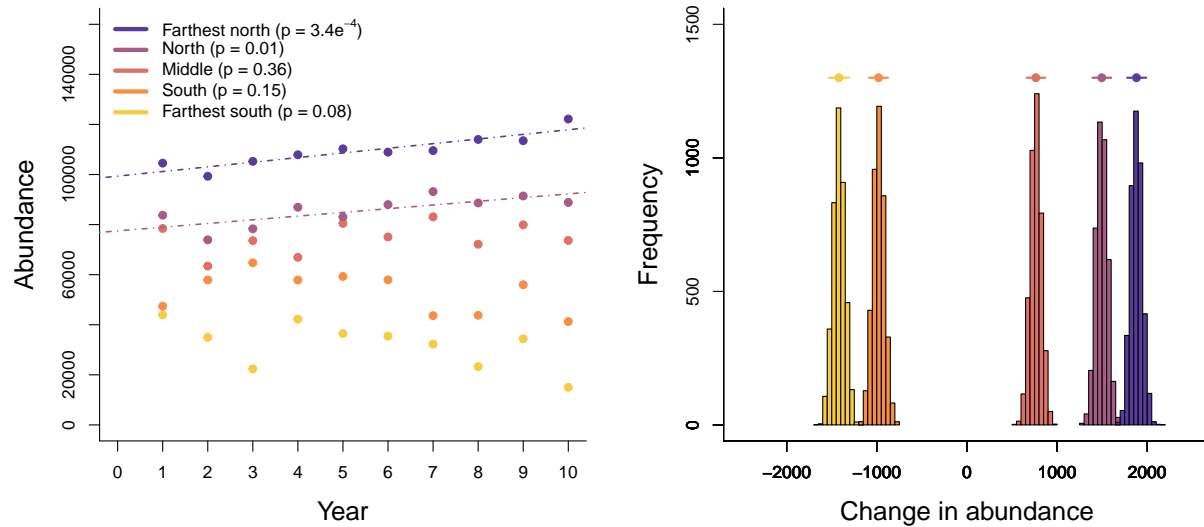 Farthest north (p = 3.4e⁻⁴)
North (p = 0.01)
Middle (p = 0.36)
South (p = 0.15)
Farthest south (p = 0.08)
Abundance
0
20000
60000
100000
140000
0 1 2 3 4 5 6 7 8 9 10
Year
Frequency
0
500
1000
1500
−2000 −1000 0 1000 2000
Change in abundance